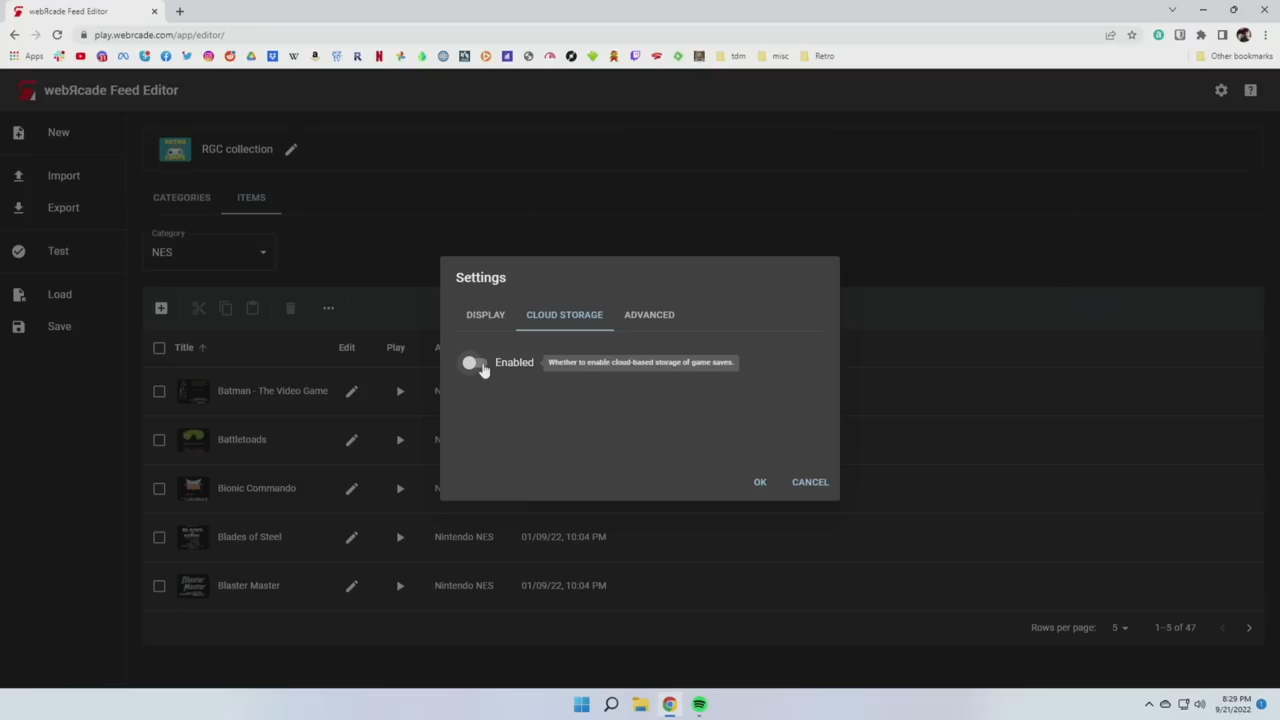 webЯcade Feed Editor
play.webrcade.com/app/editor/
Apps
tdm
misc
Retro
Other bookmarks
webЯcade Feed Editor
New
Import
Export
Test
Load
Save
RETRO
RGC collection
CATEGORIES
ITEMS
Category
NES
Title
Edit
Play
Batman - The Video Game
Battletoads
Bionic Commando
Blades of Steel
Nintendo NES
01/09/22, 10:04 PM
Blaster Master
Nintendo NES
01/09/22, 10:04 PM
Rows per page:
5
1–5 of 47
Settings
DISPLAY
CLOUD STORAGE
ADVANCED
Enabled
Whether to enable cloud-based storage of game saves.
OK
CANCEL
8:29 PM
9/21/2022